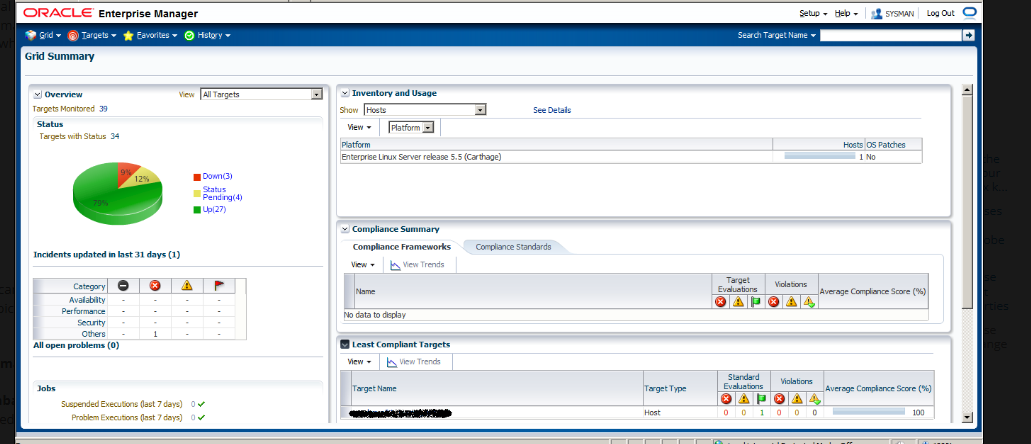 ORACLE Enterprise Manager
Setup Help SYSMAN Log Out
Grid Targets Favorites History
Search Target Name
Grid Summary
Overview
View All Targets
Targets Monitored 39
Status
Targets with Status 34
9%
12%
79%
Down(3)
Status
Pending(4)
Up(27)
Incidents updated in last 31 days (1)
Category
Availability - - - -
Performance - - - -
Security - - - -
Others - 1 - -
All open problems (0)
Jobs
Suspended Executions (last 7 days) 0
Problem Executions (last 7 days) 0
Inventory and Usage
Show Hosts
See Details
View Platform
Platform Hosts OS Patches
Enterprise Linux Server release 5.5 (Carthage) 1 No
Compliance Summary
Compliance Frameworks Compliance Standards
View View Trends
Name
Target
Evaluations
Violations
Average Compliance Score (%)
No data to display
Least Compliant Targets
View View Trends
Target Name
Target Type
Standard
Evaluations
Violations
Average Compliance Score (%)
Host 0 0 1 0 0 0 100